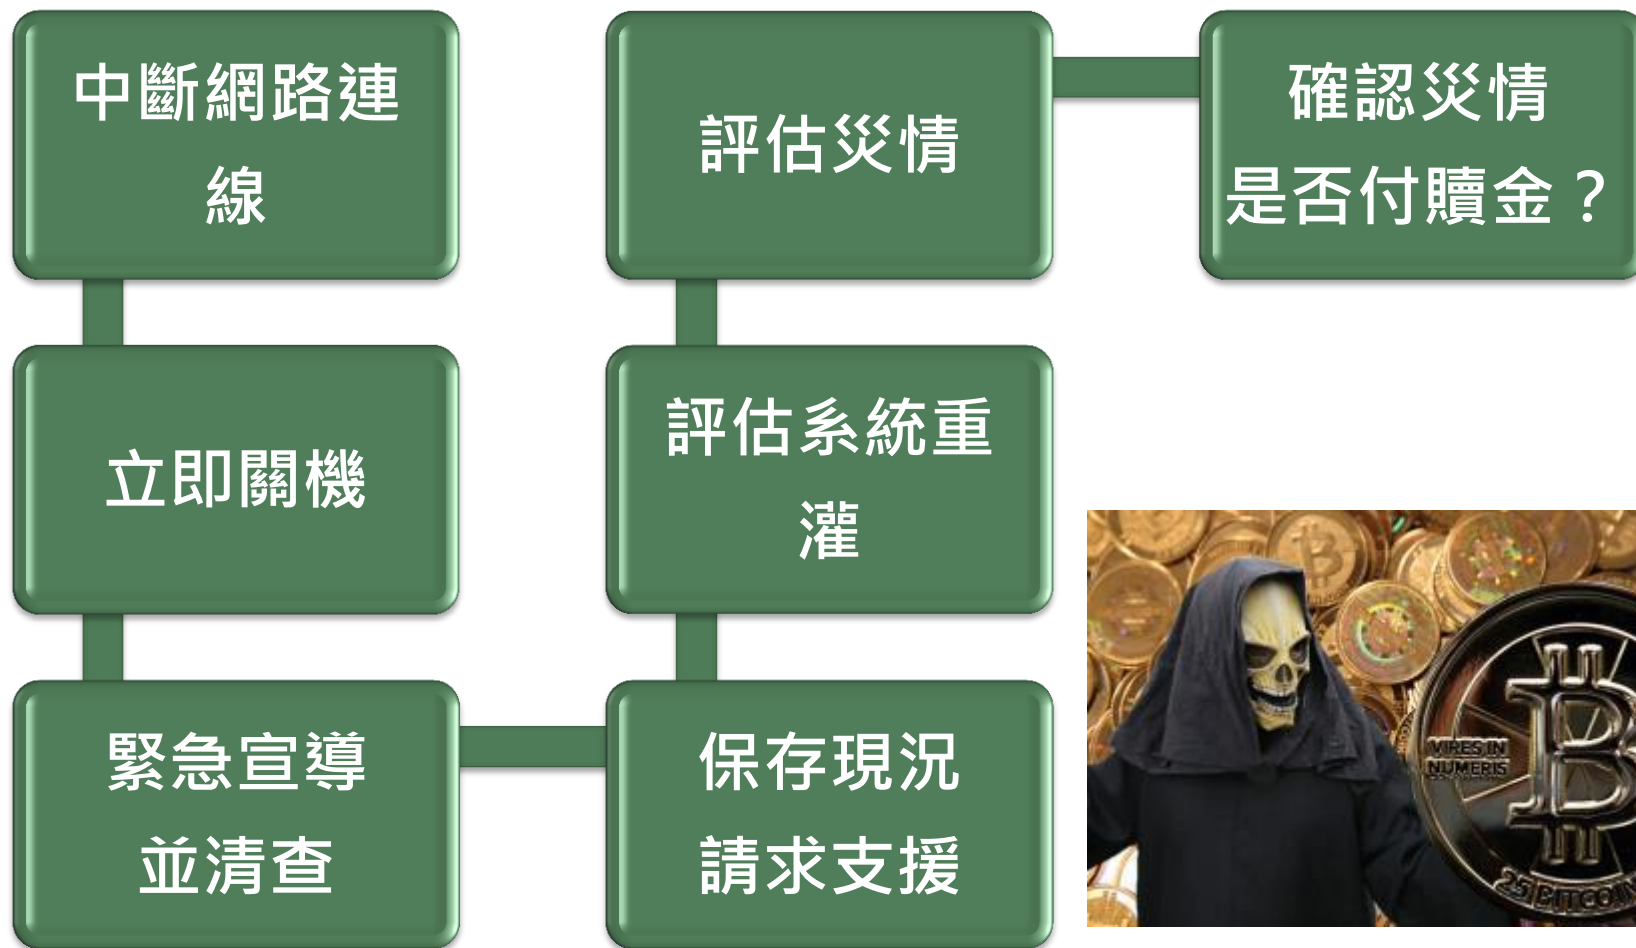 中斷網路連
線
立即關機
緊急宣導
並清查
保存現況
請求支援
評估系統重
灌
評估災情
確認災情
是否付贖金？
VIRES IN
NUMERIS
25 BITCOIN